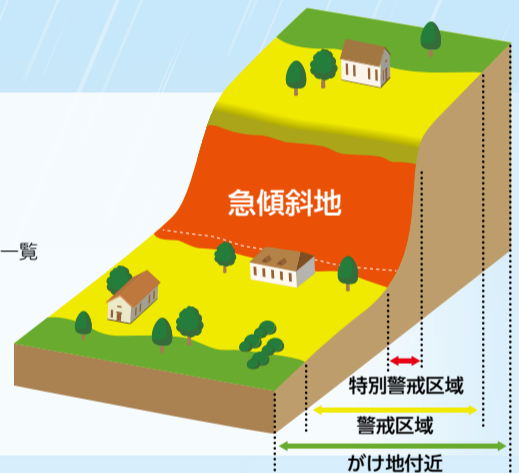 急傾斜地
一覧
特別警戒区域
警戒区域
がけ地付近